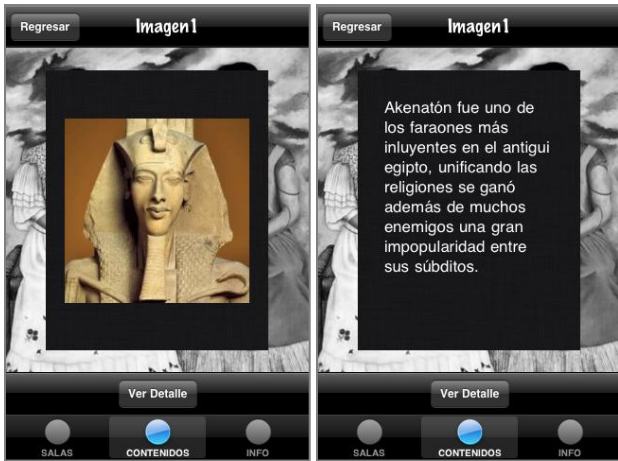 Regresar
Imagen1
Ver Detalle
SALAS
CONTENIDOS
INFO
Regresar
Imagen1
Akenatón fue uno de
los faraones más
inluyentes en el antigui
egipto, unificando las
religiones se ganó
además de muchos
enemigos una gran
impopularidad entre
sus súbditos.
Ver Detalle
SALAS
CONTENIDOS
INFO